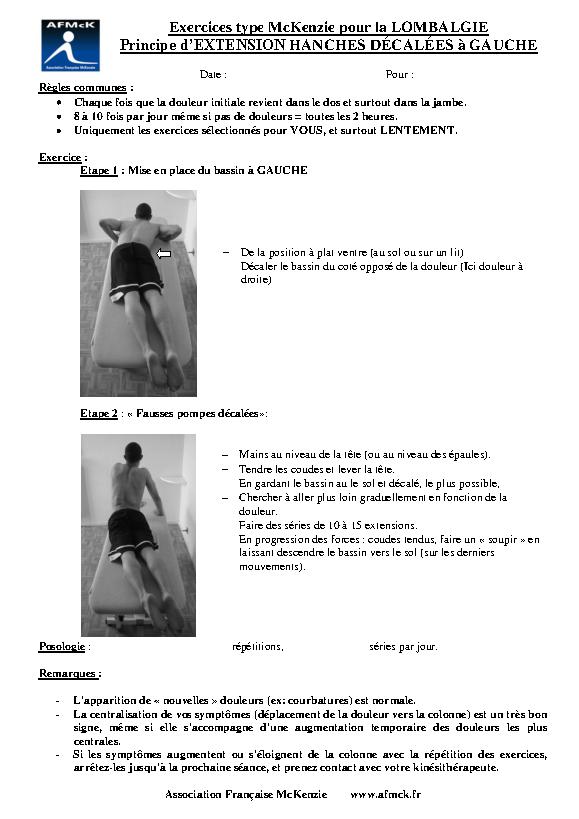 AFMcK
Association Française McKenzie
Exercices type McKenzie pour la LOMBALGIE
Principe d'EXTENSION HANCHES DÉCALÉES à GAUCHE
Date : Pour :
Règles communes :
• Chaque fois que la douleur initiale revient dans le dos et surtout dans la jambe.
• 8 à 10 fois par jour même si pas de douleurs = toutes les 2 heures.
• Uniquement les exercices sélectionnés pour VOUS, et surtout LENTEMENT.
Exercice :
Etape 1 : Mise en place du bassin à GAUCHE
– De la position à plat ventre (au sol ou sur un lit)
Décaler le bassin du coté opposé de la douleur (Ici douleur à
droite)
Etape 2 : « Fausses pompes décalées»:
– Mains au niveau de la tête (ou au niveau des épaules).
– Tendre les coudes et lever la tête.
En gardant le bassin au le sol et décalé, le plus possible,
– Chercher à aller plus loin graduellement en fonction de la
douleur.
Faire des séries de 10 à 15 extensions.
En progression des forces : coudes tendus, faire un « soupir » en
laissant descendre le bassin vers le sol (sur les derniers
mouvements).
Posologie : répétitions, séries par jour.
Remarques :
- L'apparition de « nouvelles » douleurs (ex: courbatures) est normale.
- La centralisation de vos symptômes (déplacement de la douleur vers la colonne) est un très bon
signe, même si elle s'accompagne d'une augmentation temporaire des douleurs les plus
centrales.
- Si les symptômes augmentent ou s'éloignent de la colonne avec la répétition des exercices,
arrêtez-les jusqu'à la prochaine séance, et prenez contact avec votre kinésithérapeute.
Association Française McKenzie www.afmck.fr